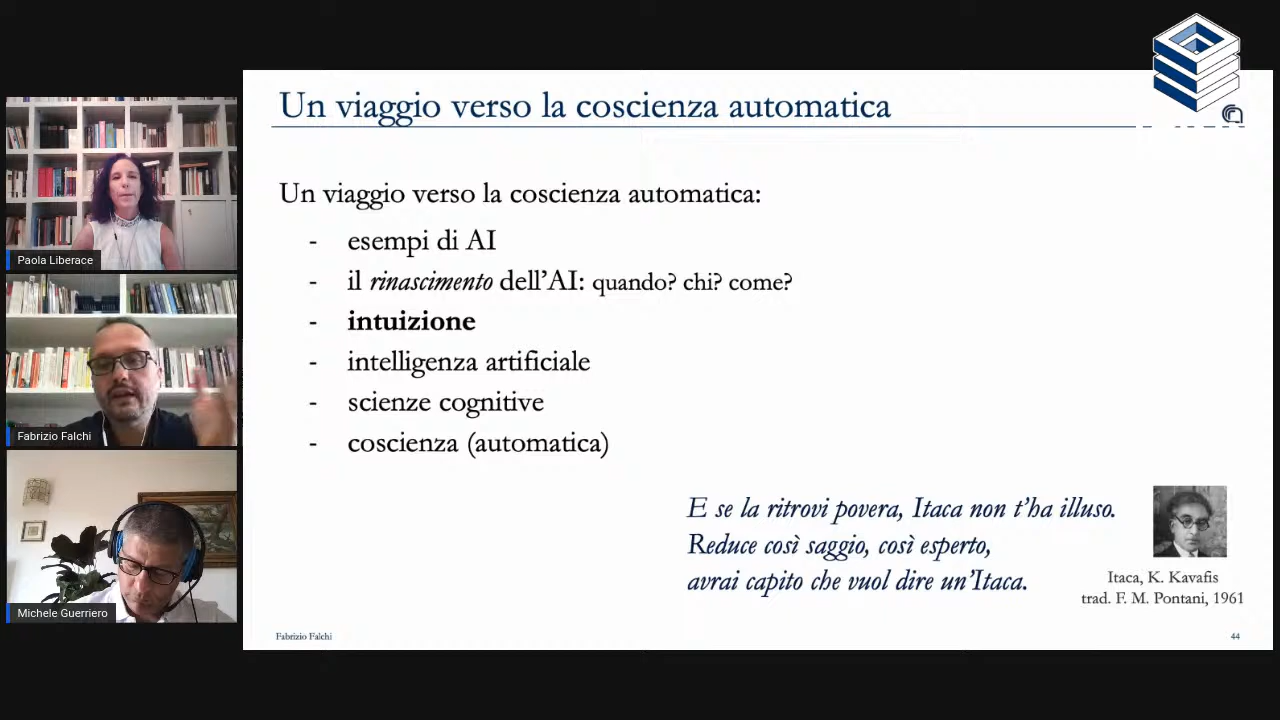 Un viaggio verso la coscienza automatica
Un viaggio verso la coscienza automatica:
- esempi di AI
- il rinascimento dell'AI: quando? chi? come?
- intuizione
- intelligenza artificiale
- scienze cognitive
- coscienza (automatica)
E se la ritrovi povera, Itaca non t'ha illuso.
Reduce così saggio, così esperto,
avrai capito che vuol dire un'Itaca.
Itaca, K. Kavafis
trad. F. M. Pontani, 1961
Fabrizio Falchi
44
Paola Liberace
Fabrizio Falchi
Michele Guerriero